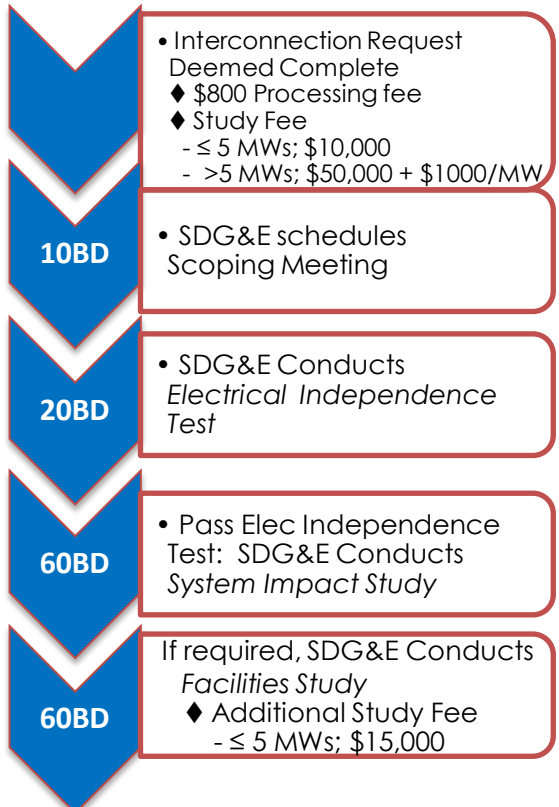 • Interconnection Request
Deemed Complete
♦ $800 Processing fee
♦ Study Fee
- ≤ 5 MWs; $10,000
- >5 MWs; $50,000 + $1000/MW
10BD
• SDG&E schedules
Scoping Meeting
20BD
• SDG&E Conducts
Electrical Independence
Test
60BD
• Pass Elec Independence
Test: SDG&E Conducts
System Impact Study
60BD
If required, SDG&E Conducts
Facilities Study
♦ Additional Study Fee
- ≤ 5 MWs; $15,000